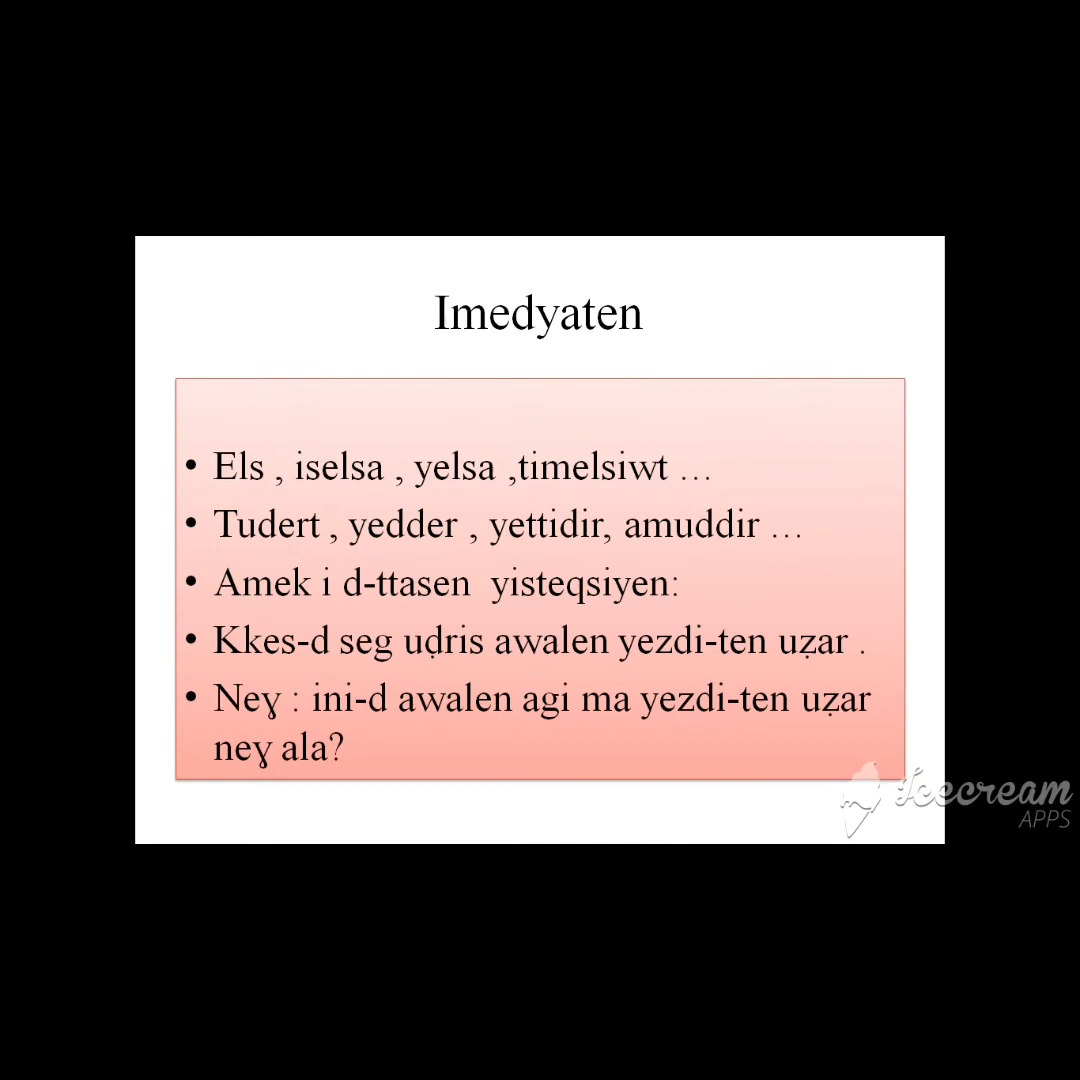 Imedyaten
• Els , iselsa , yelsa ,timelsiwt …
• Tudert , yedder , yettidir, amuddir …
• Amek i d-ttasen  yisteqsiyen:
• Kkes-d seg uḍris awalen yezdi-ten uẓar .
• Neɣ : ini-d awalen agi ma yezdi-ten uẓar
neɣ ala?
Icecream
APPS